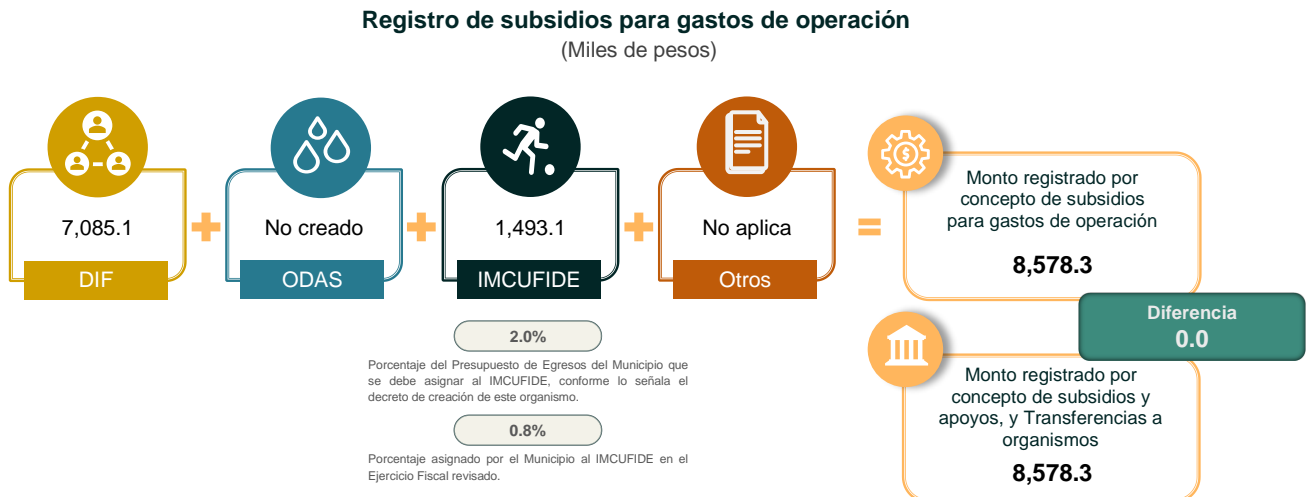 Registro de subsidios para gastos de operación
(Miles de pesos)
7,085.1
DIF
No creado
ODAS
1,493.1
IMCUFIDE
No aplica
Otros
Monto registrado por
concepto de subsidios
para gastos de operación
8,578.3
Diferencia
0.0
Monto registrado por
concepto de subsidios y
apoyos, y Transferencias a
organismos
8,578.3
2.0%
Porcentaje del Presupuesto de Egresos del Municipio que
se debe asignar al IMCUFIDE, conforme lo señala el
decreto de creación de este organismo.
0.8%
Porcentaje asignado por el Municipio al IMCUFIDE en el
Ejercicio Fiscal revisado.